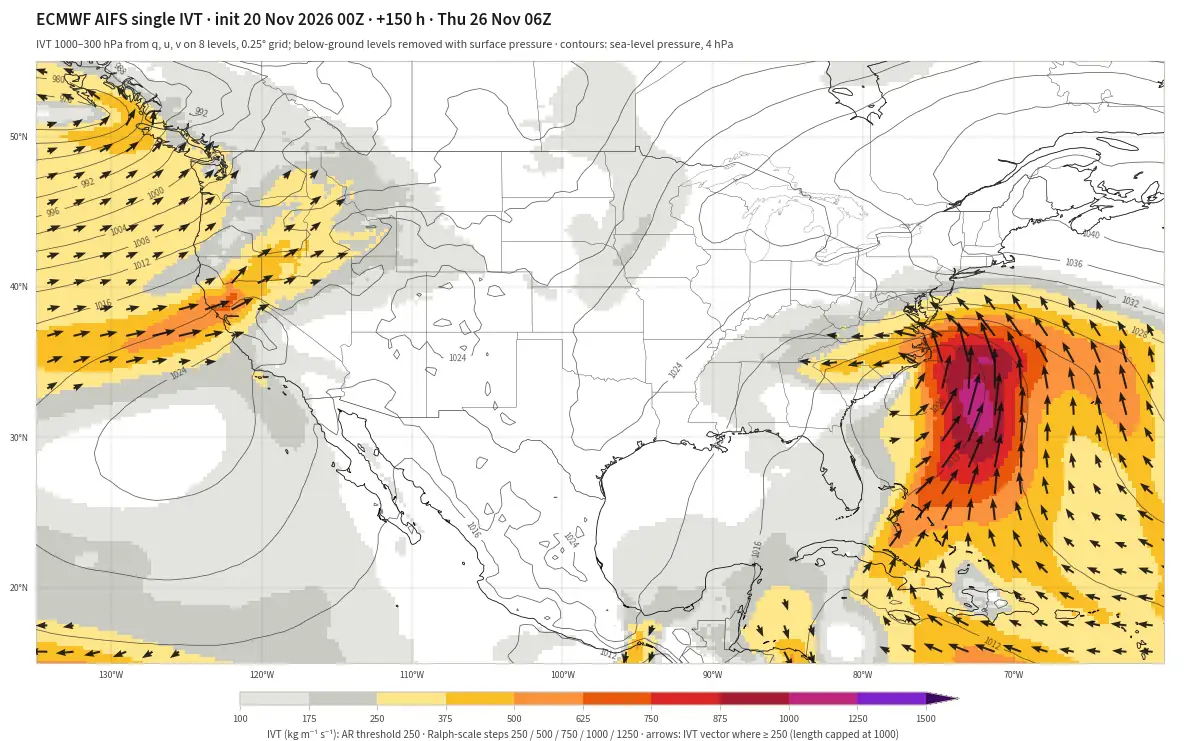 ECMWF AIFS single IVT · init 20 Nov 2026 00Z · +150 h · Thu 26 Nov 06Z
IVT 1000–300 hPa from q, u, v on 8 levels, 0.25° grid; below-ground levels removed with surface pressure · contours: sea-level pressure, 4 hPa
988
980
992
50°N
992
1000
996
1004
1008
1012
1040
1036
40°N
1016
1032
1028
1024
1024
1024
30°N
1016
1024
1016
20°N
1012
1012
130°W 120°W 110°W 100°W 90°W 80°W 70°W
100 175 250 375 500 625 750 875 1000 1250 1500
IVT (kg m⁻¹ s⁻¹): AR threshold 250 · Ralph-scale steps 250 / 500 / 750 / 1000 / 1250 · arrows: IVT vector where ≥ 250 (length capped at 1000)